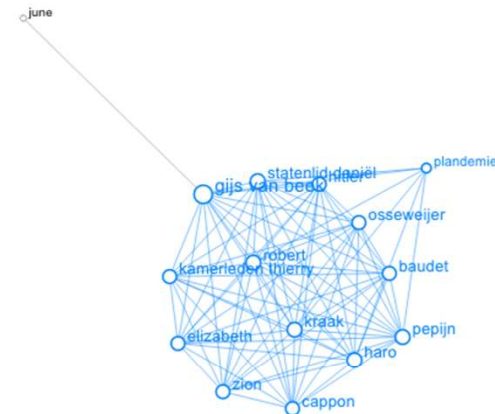 june
plandemie
statenlid daniël
hitler
gijs van beek
osseweijer
robert
kamerleden thierry
baudet
kraak
pepijn
elizabeth
haro
zion
cappon